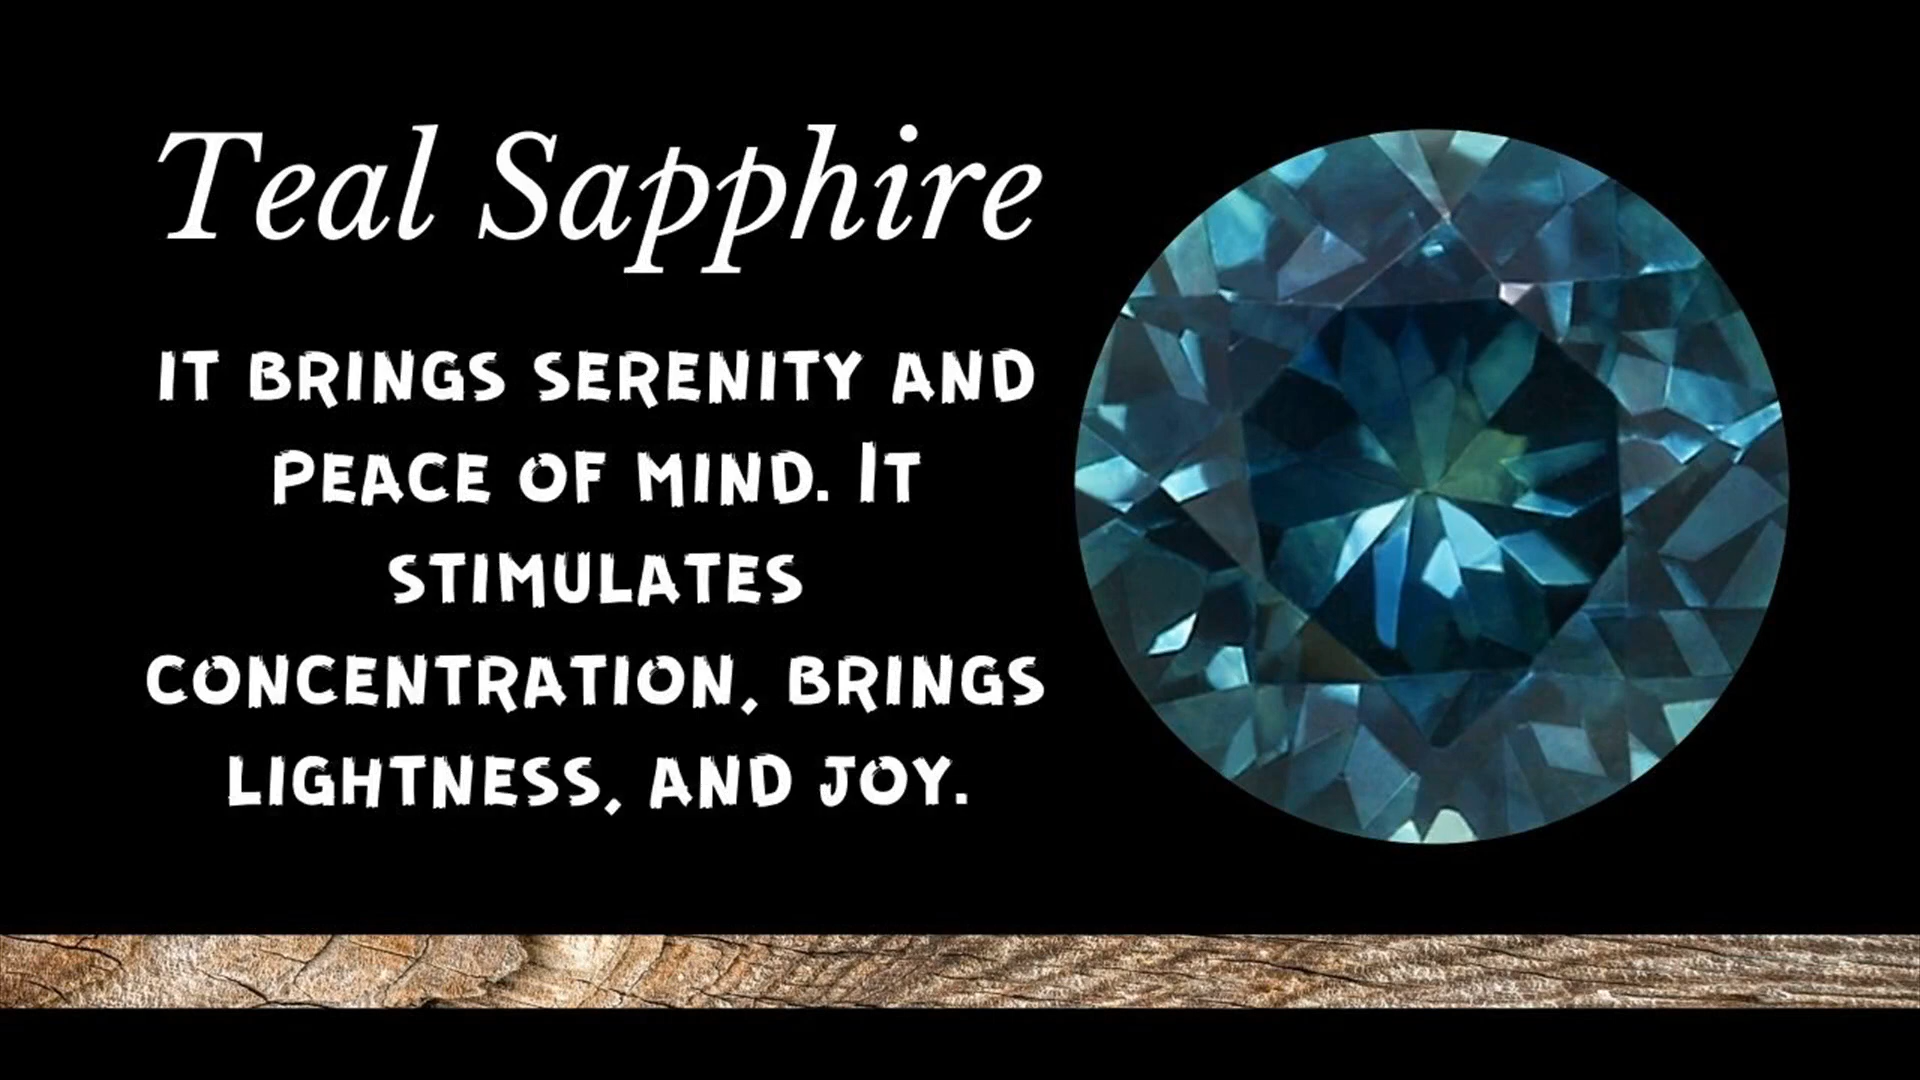 Teal Sapphire
IT BRINGS SERENITY AND
PEACE OF MIND. IT
STIMULATES
CONCENTRATION, BRINGS
LIGHTNESS, AND JOY.